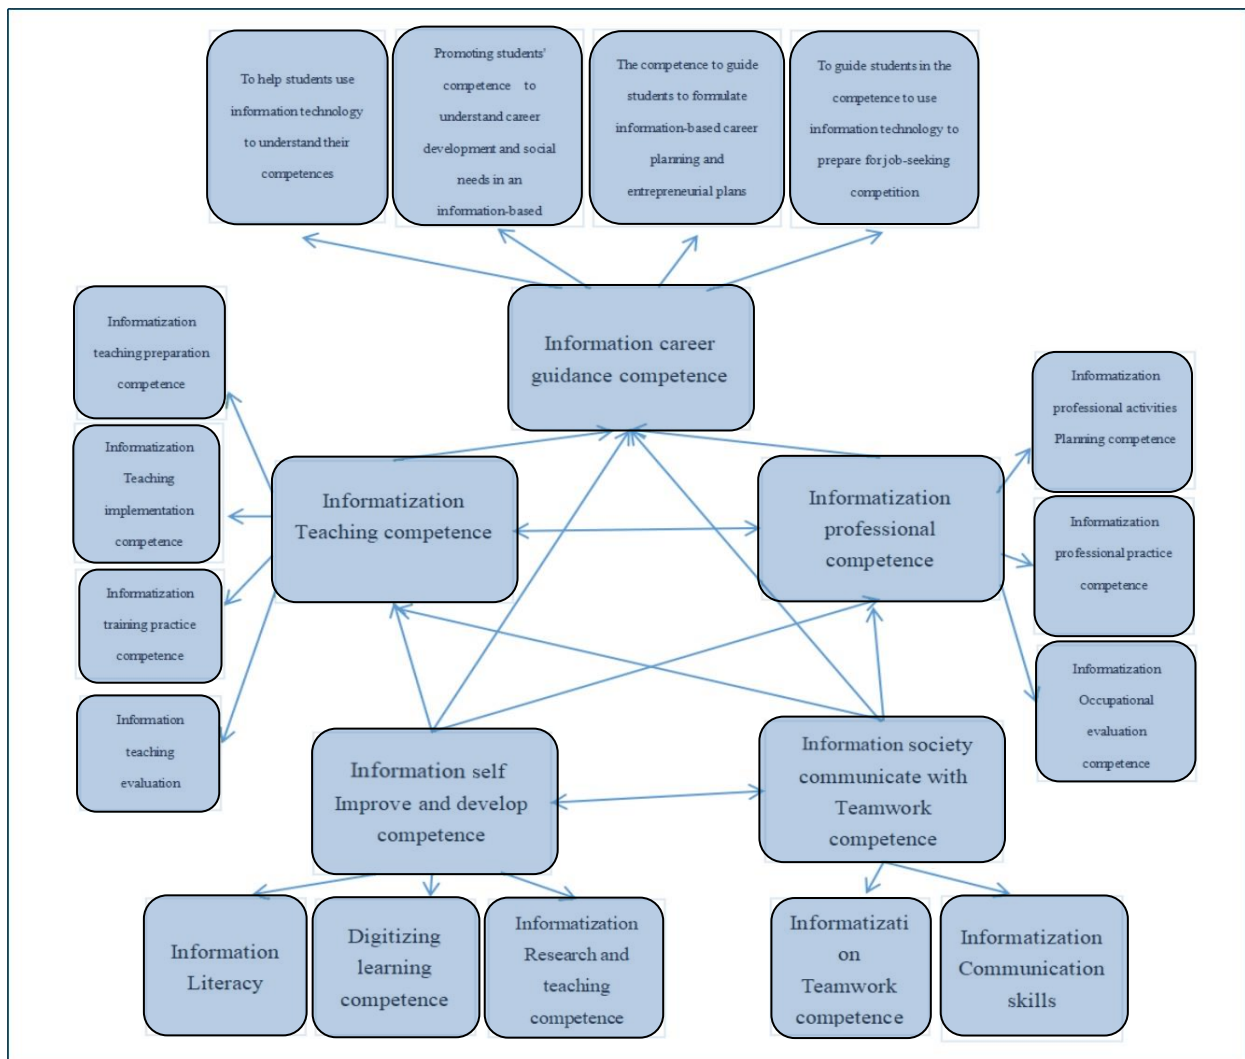 To help students use
information technology
to understand their
competences
Promoting students'
competence to
understand career
development and social
needs in an
information-based
The competence to guide
students to formulate
information-based career
planning and
entrepreneurial plans
To guide students in the
competence to use
information technology to
prepare for job-seeking
competition
Information career
guidance competence
Informatization
teaching preparation
competence
Informatization
Teaching
implementation
competence
Informatization
training practice
competence
Information
teaching
evaluation
Informatization
Teaching competence
Informatization
professional
competence
Informatization
professional activities
Planning competence
Informatization
professional practice
competence
Informatization
Occupational
evaluation
competence
Information self
Improve and develop
competence
Information society
communicate with
Teamwork
competence
Information
Literacy
Digitizing
learning
competence
Informatization
Research and
teaching
competence
Informatizati
on
Teamwork
competence
Informatization
Communication
skills